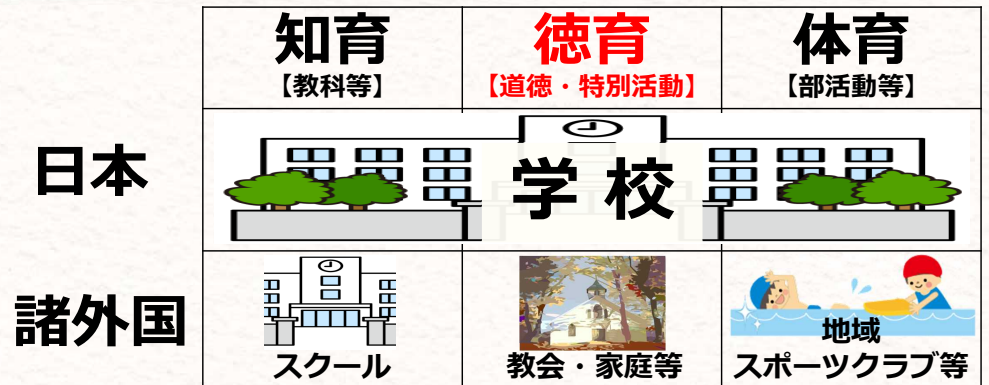 知育
【教科等】
徳育
【道徳・特別活動】
体育
【部活動等】
日本
学校
諸外国
スクール
教会・家庭等
地域
スポーツクラブ等